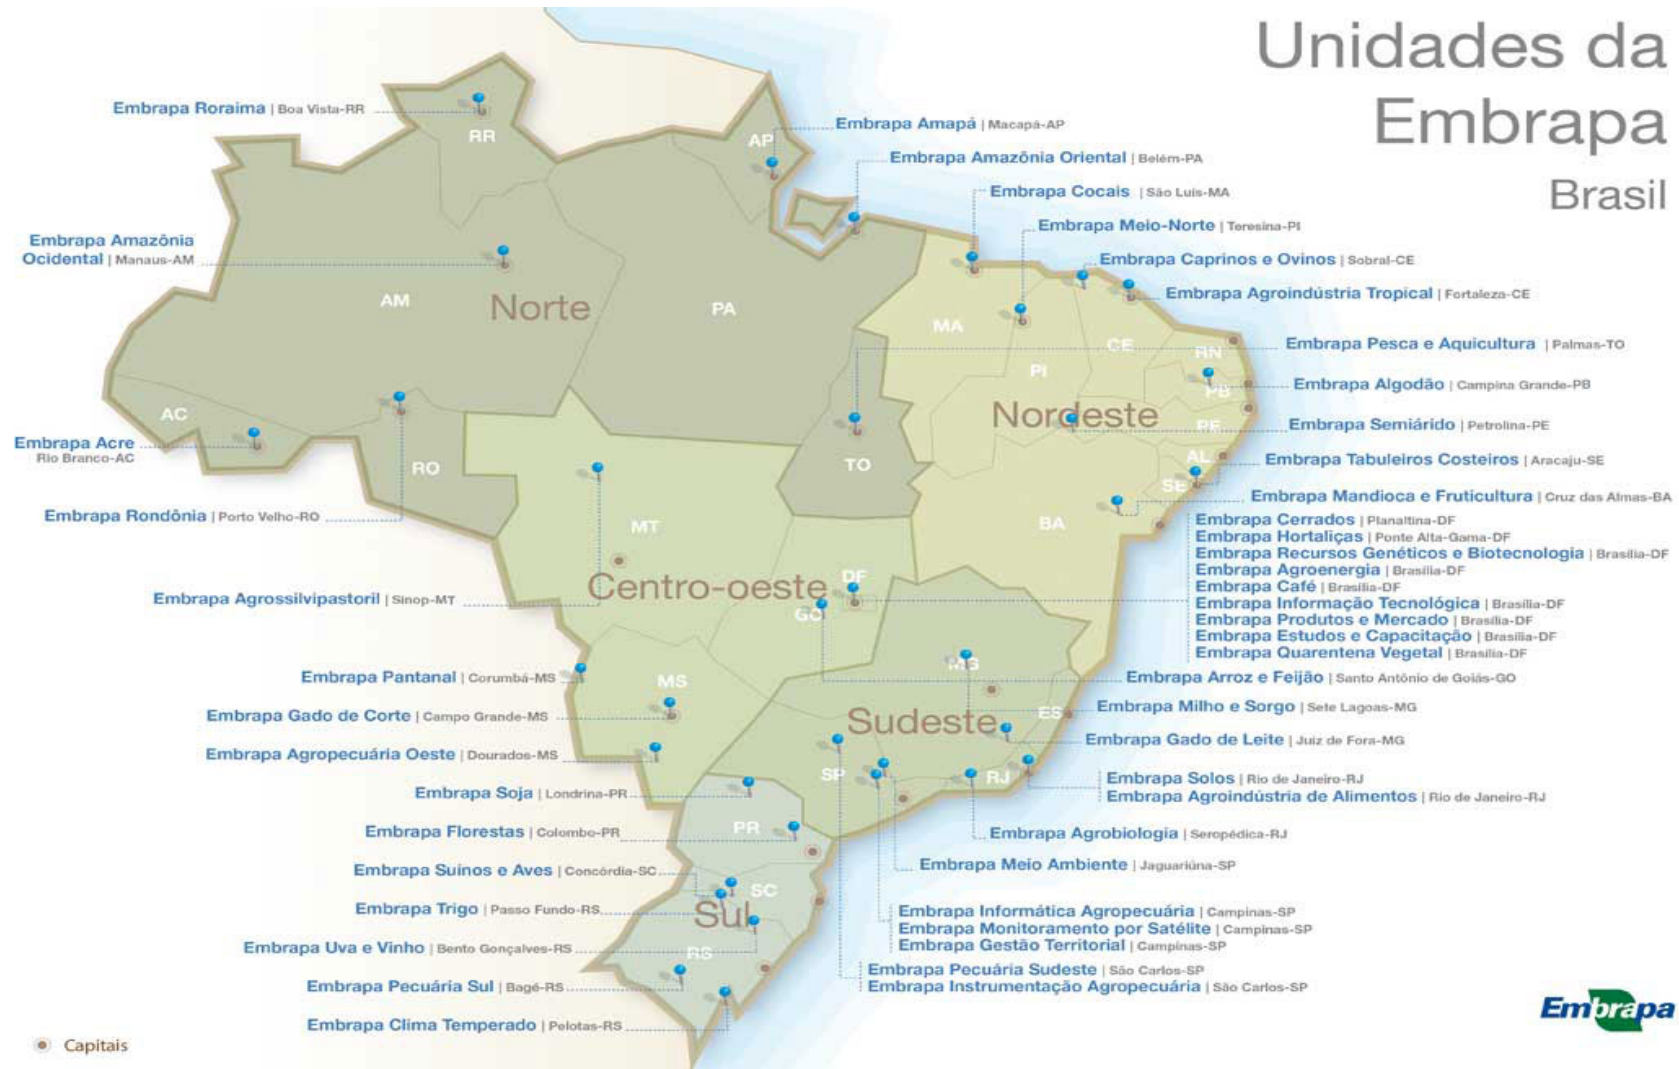 Unidades da
Embrapa
Brasil
Embrapa Roraima | Boa Vista-RR
Embrapa Amapá | Macapá-AP
Embrapa Amazônia Oriental | Belém-PA
Embrapa Cocais | São Luís-MA
Embrapa Meio-Norte | Teresina-PI
Embrapa Amazônia
Ocidental | Manaus-AM
Embrapa Caprinos e Ovinos | Sobral-CE
Embrapa Agroindústria Tropical | Fortaleza-CE
Embrapa Pesca e Aquicultura | Palmas-TO
Embrapa Algodão | Campina Grande-PB
Embrapa Semiárido | Petrolina-PE
Embrapa Acre
Rio Branco-AC
Embrapa Tabuleiros Costeiros | Aracaju-SE
Embrapa Mandioca e Fruticultura | Cruz das Almas-BA
Embrapa Rondônia | Porto Velho-RO
Embrapa Cerrados | Planaltina-DF
Embrapa Hortaliças | Ponte Alta-Gama-DF
Embrapa Recursos Genéticos e Biotecnologia | Brasília-DF
Embrapa Agroenergia | Brasília-DF
Embrapa Café | Brasília-DF
Embrapa Informação Tecnológica | Brasília-DF
Embrapa Produtos e Mercado | Brasília-DF
Embrapa Estudos e Capacitação | Brasília-DF
Embrapa Quarentena Vegetal | Brasília-DF
Embrapa Agrossilvipastoril | Sinop-MT
Embrapa Arroz e Feijão | Santo Antônio de Goiás-GO
Embrapa Pantanal | Corumbá-MS
Embrapa Milho e Sorgo | Sete Lagoas-MG
Embrapa Gado de Corte | Campo Grande-MS
Embrapa Gado de Leite | Juiz de Fora-MG
Embrapa Agropecuária Oeste | Dourados-MS
Embrapa Solos | Rio de Janeiro-RJ
Embrapa Agroindústria de Alimentos | Rio de Janeiro-RJ
Embrapa Soja | Londrina-PR
Embrapa Florestas | Colombo-PR
Embrapa Agrobiologia | Seropédica-RJ
Embrapa Meio Ambiente | Jaguariúna-SP
Embrapa Suínos e Aves | Concórdia-SC
Embrapa Trigo | Passo Fundo-RS
Embrapa Informática Agropecuária | Campinas-SP
Embrapa Monitoramento por Satélite | Campinas-SP
Embrapa Gestão Territorial | Campinas-SP
Embrapa Uva e Vinho | Bento Gonçalves-RS
Embrapa Pecuária Sudeste | São Carlos-SP
Embrapa Instrumentação Agropecuária | São Carlos-SP
Embrapa Pecuária Sul | Bagé-RS
Embrapa Clima Temperado | Pelotas-RS
RR
AP
AM
Norte
PA
MA
CE
RN
PI
PB
Nordeste
PE
AC
RO
TO
AL
SE
MT
BA
Centro-oeste
DF
GO
MG
MS
Sudeste
ES
SP
RJ
PR
SC
Sul
RS
Capitais
Embrapa